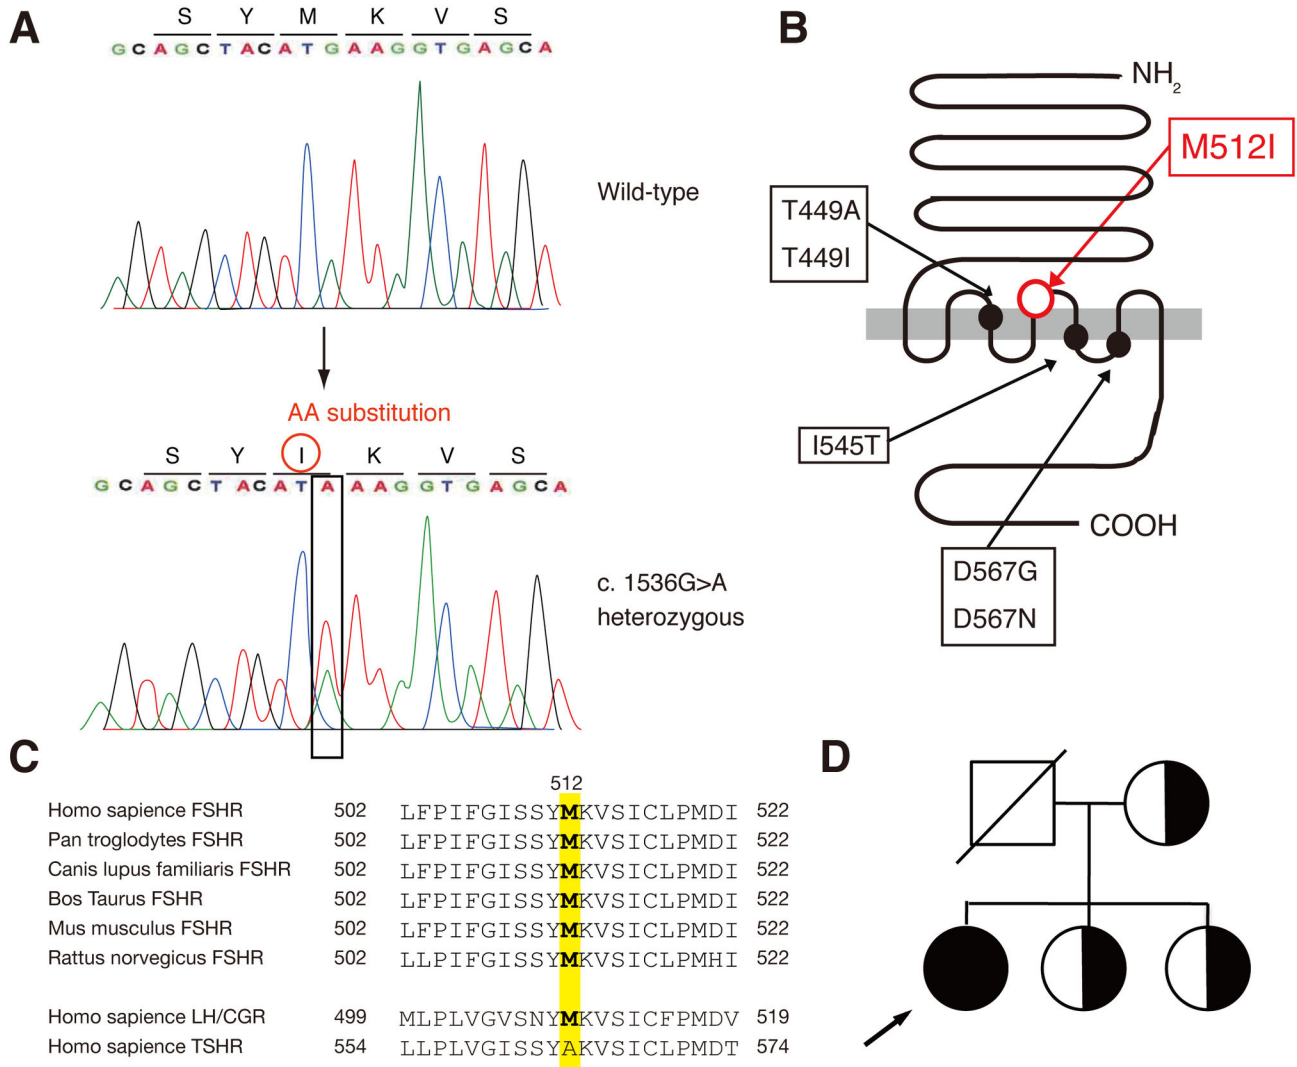 A
S Y M K V S
GCAGCTACATGAAGGTGAGCA
Wild-type
AA substitution
S Y I K V S
GCAGCTACATAAAGGTGAGCA
c. 1536G>A
heterozygous
B
NH2
M512I
T449A
T449I
I545T
COOH
D567G
D567N
C
512
Homo sapience FSHR 502 LFPIFGISSYMKVSICLPMDI 522
Pan troglodytes FSHR 502 LFPIFGISSYMKVSICLPMDI 522
Canis lupus familiaris FSHR 502 LFPIFGISSYMKVSICLPMDI 522
Bos Taurus FSHR 502 LFPIFGISSYMKVSICLPMDI 522
Mus musculus FSHR 502 LFPIFGISSYMKVSICLPMDI 522
Rattus norvegicus FSHR 502 LLPIFGISSYMKVSICLPMHI 522
Homo sapience LH/CGR 499 MLPLVGVSNYMKVSICFPMDV 519
Homo sapience TSHR 554 LLPLVGISSYAKVSICLPMDT 574
D